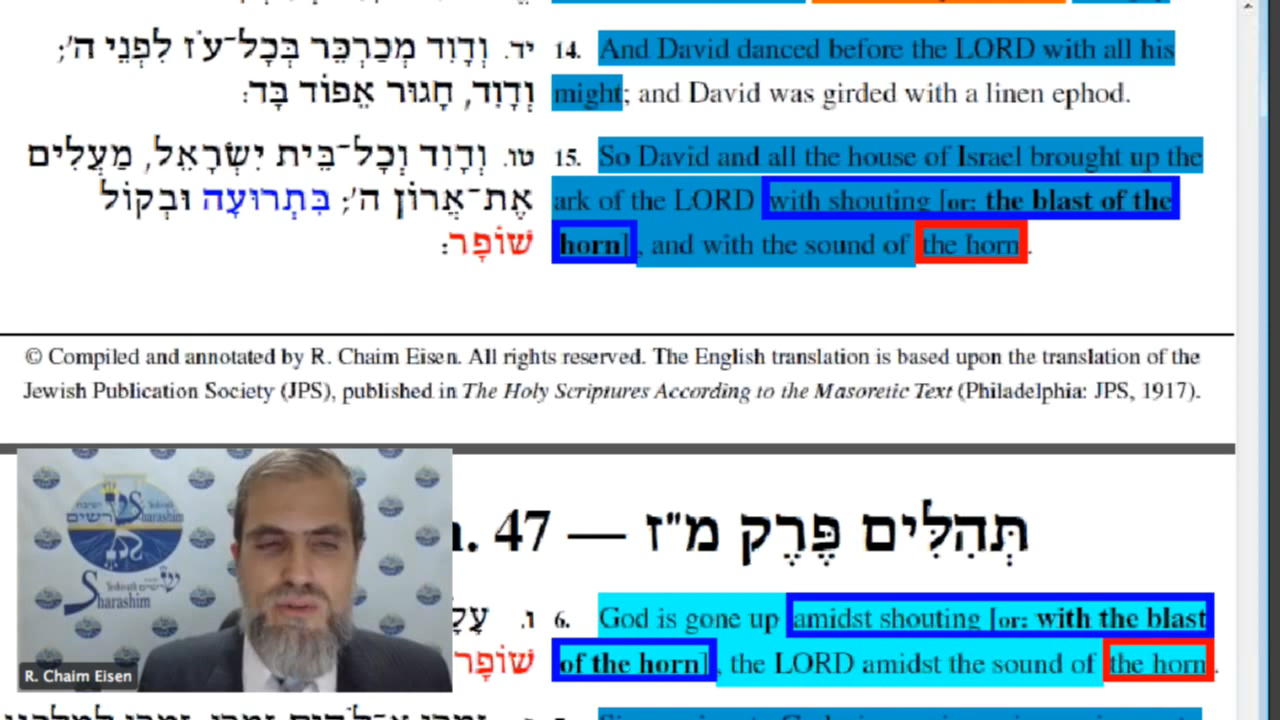 יד. וְדָוִד מְכַרְכֵּר בְּכָל־עֹז לִפְנֵי ה';
14. And David danced before the LORD with all his
וְדָוִד, חָגוּר אֵפוֹד בָּד:
might; and David was girded with a linen ephod.
טו. וְדָוִד וְכָל־בֵּית יִשְׂרָאֵל, מַעֲלִים
15. So David and all the house of Israel brought up the
אֶת־אֲרוֹן ה'; בִּתְרוּעָה וּבְקוֹל
ark of the LORD with shouting [or: the blast of the
שׁוֹפָר:
horn], and with the sound of the horn.
© Compiled and annotated by R. Chaim Eisen. All rights reserved. The English translation is based upon the translation of the
Jewish Publication Society (JPS), published in The Holy Scriptures According to the Masoretic Text (Philadelphia: JPS, 1917).
תְּהִלִּים פֶּרֶק מ"ז — 47
ו.
6. God is gone up amidst shouting [or: with the blast
שׁוֹפָר
of the horn], the LORD amidst the sound of the horn.
Sharashim
Yeshivath שרשים
Sharashim
R. Chaim Eisen